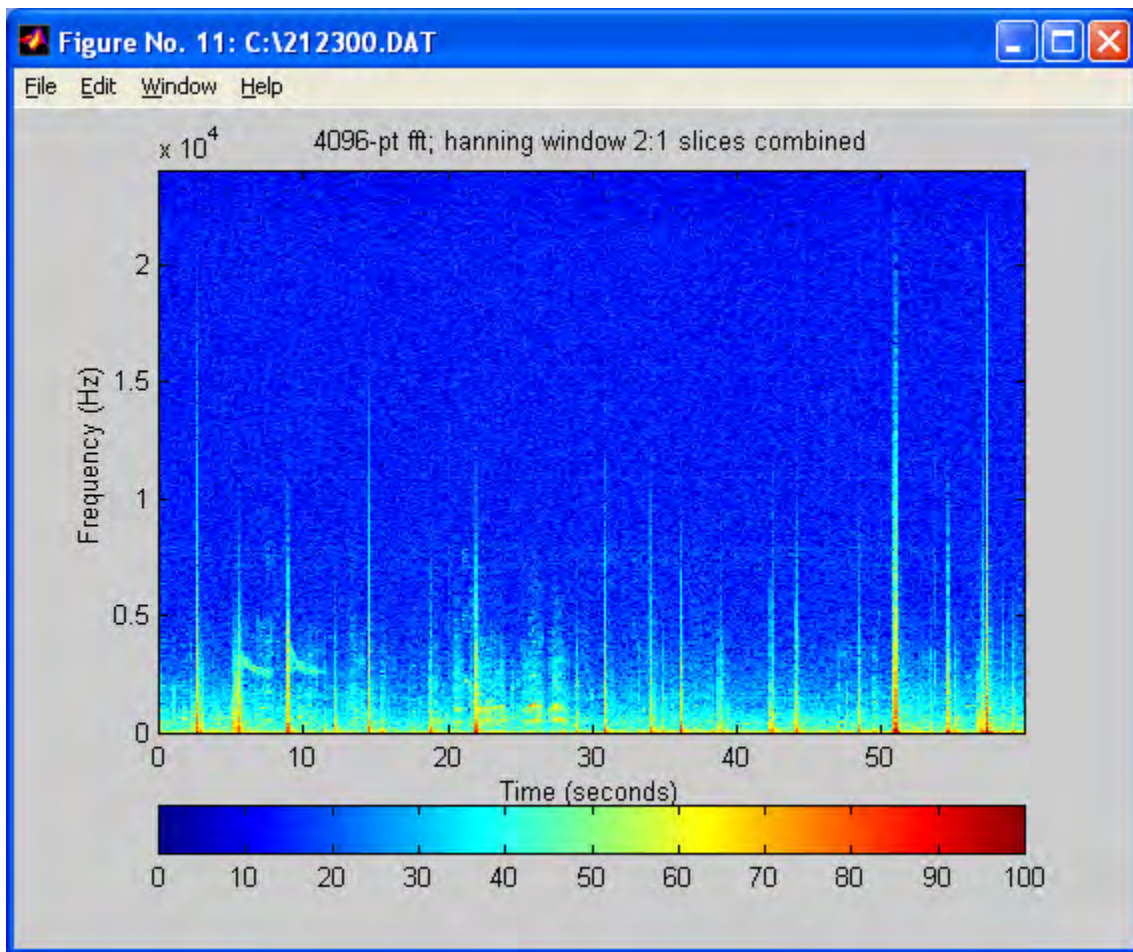 Figure No. 11: C:\212300.DAT
File Edit Window Help
x 10^4
4096-pt fft; hanning window 2:1 slices combined
2
1.5
1
0.5
0
Frequency (Hz)
0 10 20 30 40 50
Time (seconds)
0 10 20 30 40 50 60 70 80 90 100